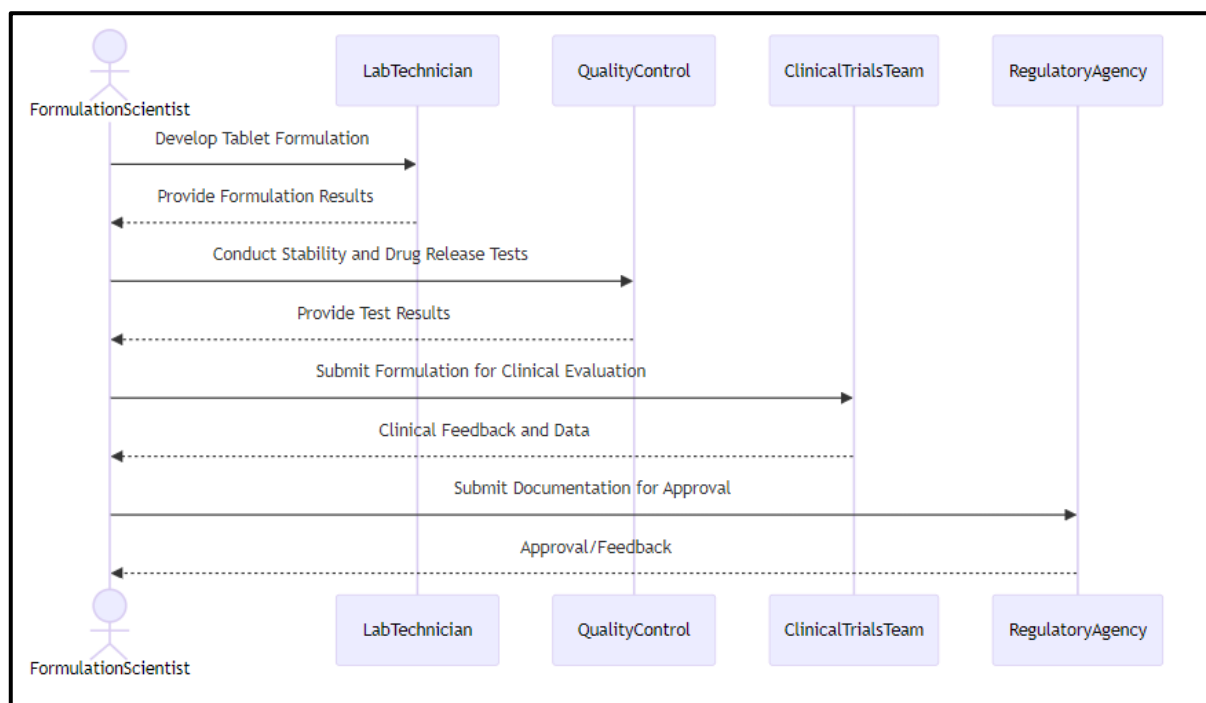 LabTechnician
QualityControl
ClinicalTrialsTeam
RegulatoryAgency
FormulationScientist
Develop Tablet Formulation
Provide Formulation Results
Conduct Stability and Drug Release Tests
Provide Test Results
Submit Formulation for Clinical Evaluation
Clinical Feedback and Data
Submit Documentation for Approval
Approval/Feedback
LabTechnician
QualityControl
ClinicalTrialsTeam
RegulatoryAgency
FormulationScientist